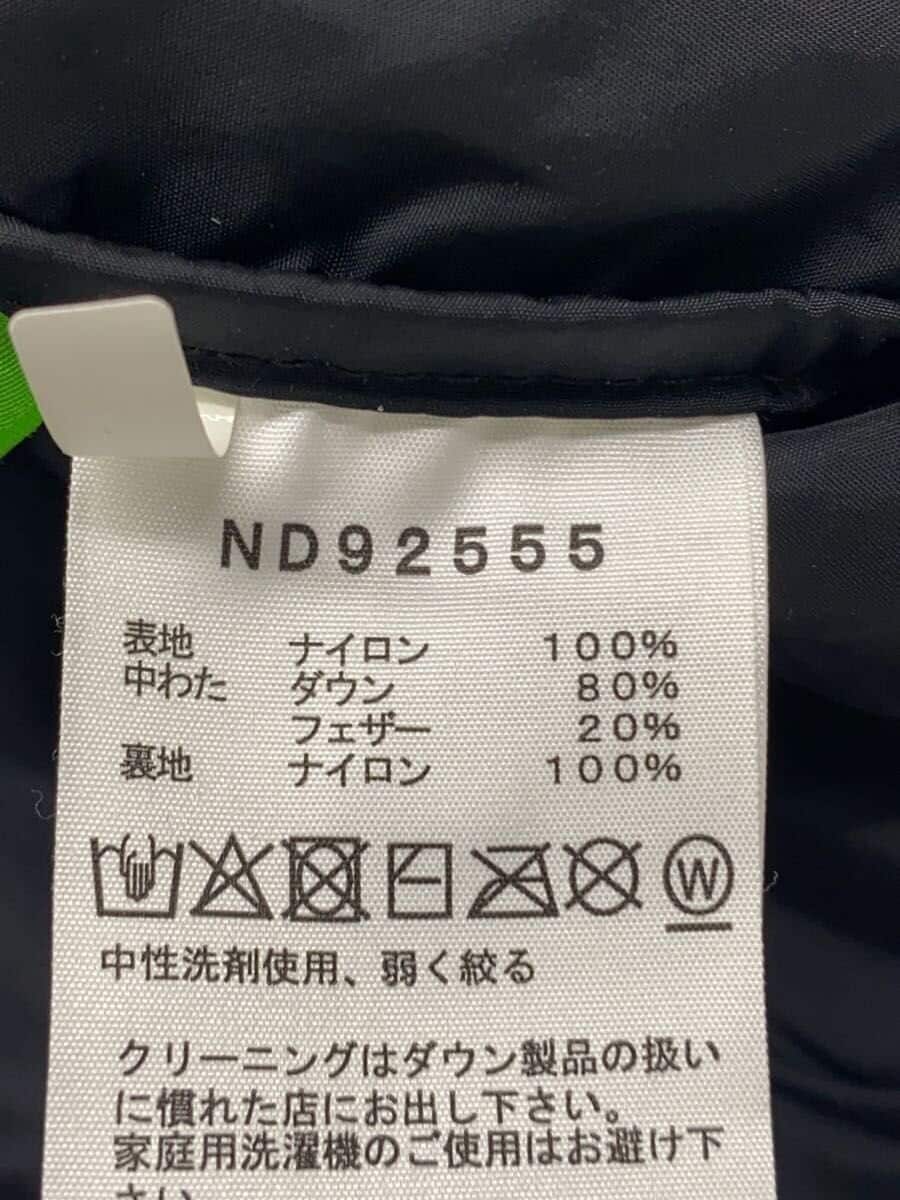 ND92555
表地 ナイロン 100%
中わた ダウン 80%
フェザー 20%
裏地 ナイロン 100%
W
中性洗剤使用、弱く絞る
クリーニングはダウン製品の扱い
に慣れた店にお出し下さい。
家庭用洗濯機のご使用はお避け下
さい